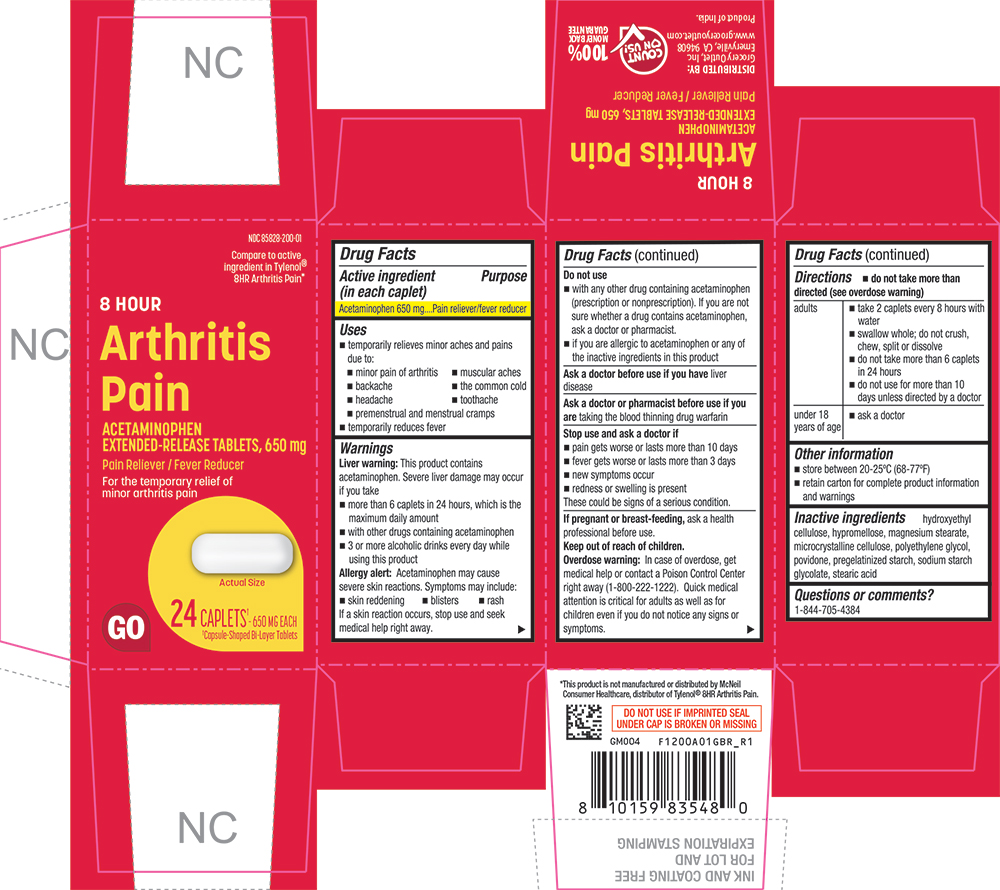 NC
NC
NC
NDC 85828-200-01
Compare to active
ingredient in Tylenol®
8HR Arthritis Pain*
8 HOUR
Arthritis
Pain
ACETAMINOPHEN
EXTENDED-RELEASE TABLETS, 650 mg
Pain Reliever / Fever Reducer
For the temporary relief of
minor arthritis pain
Actual Size
24 CAPLETS† - 650 MG EACH
†Capsule-Shaped Bi-Layer Tablets
GO
Drug Facts
Active ingredient Purpose
(in each caplet)
Acetaminophen 650 mg....Pain reliever/fever reducer
Uses
■ temporarily relieves minor aches and pains
due to:
■ minor pain of arthritis ■ muscular aches
■ backache ■ the common cold
■ headache ■ toothache
■ premenstrual and menstrual cramps
■ temporarily reduces fever
Warnings
Liver warning: This product contains
acetaminophen. Severe liver damage may occur
if you take
■ more than 6 caplets in 24 hours, which is the
maximum daily amount
■ with other drugs containing acetaminophen
■ 3 or more alcoholic drinks every day while
using this product
Allergy alert: Acetaminophen may cause
severe skin reactions. Symptoms may include:
■ skin reddening ■ blisters ■ rash
If a skin reaction occurs, stop use and seek
medical help right away.
8 HOUR
Arthritis Pain
ACETAMINOPHEN
EXTENDED-RELEASE TABLETS, 650 mg
Pain Reliever / Fever Reducer
DISTRIBUTED BY:
Grocery Outlet, Inc.
Emeryville, CA 94608
www.groceryoutlet.com
Product of India.
COUNT
ON US!
100%
MONEY BACK
GUARANTEE
Drug Facts (continued)
Do not use
■ with any other drug containing acetaminophen
(prescription or nonprescription). If you are not
sure whether a drug contains acetaminophen,
ask a doctor or pharmacist.
■ if you are allergic to acetaminophen or any of
the inactive ingredients in this product
Ask a doctor before use if you have liver
disease
Ask a doctor or pharmacist before use if you
are taking the blood thinning drug warfarin
Stop use and ask a doctor if
■ pain gets worse or lasts more than 10 days
■ fever gets worse or lasts more than 3 days
■ new symptoms occur
■ redness or swelling is present
These could be signs of a serious condition.
If pregnant or breast-feeding, ask a health
professional before use.
Keep out of reach of children.
Overdose warning: In case of overdose, get
medical help or contact a Poison Control Center
right away (1-800-222-1222). Quick medical
attention is critical for adults as well as for
children even if you do not notice any signs or
symptoms.
Drug Facts (continued)
Directions ■ do not take more than
directed (see overdose warning)
adults ■ take 2 caplets every 8 hours with
water
■ swallow whole; do not crush,
chew, split or dissolve
■ do not take more than 6 caplets
in 24 hours
■ do not use for more than 10
days unless directed by a doctor
under 18 ■ ask a doctor
years of age
Other information
■ store between 20-25ºC (68-77ºF)
■ retain carton for complete product information
and warnings
Inactive ingredients hydroxyethyl
cellulose, hypromellose, magnesium stearate,
microcrystalline cellulose, polyethylene glycol,
povidone, pregelatinized starch, sodium starch
glycolate, stearic acid
Questions or comments?
1-844-705-4384
*This product is not manufactured or distributed by McNeil
Consumer Healthcare, distributor of Tylenol® 8HR Arthritis Pain.
DO NOT USE IF IMPRINTED SEAL
UNDER CAP IS BROKEN OR MISSING
GM004 F1200A01GBR_R1
8 10159 83548 0
INK AND COATING FREE
FOR LOT AND
EXPIRATION STAMPING